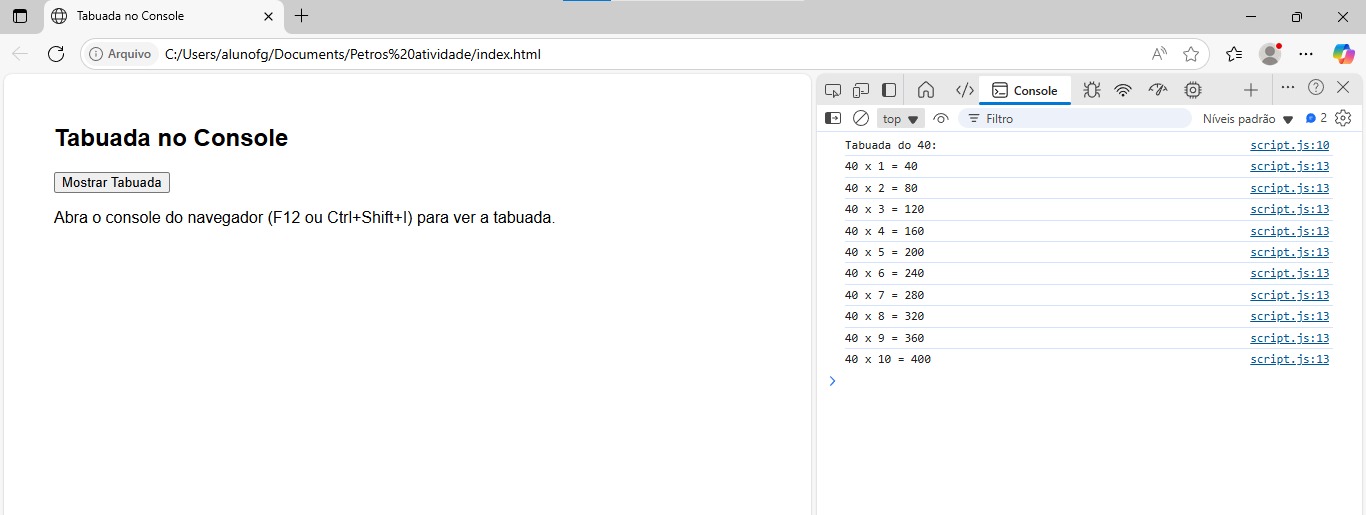 Tabuada no Console
Arquivo C:/Users/alunofg/Documents/Petros%20atividade/index.html
Tabuada no Console
Mostrar Tabuada
Abra o console do navegador (F12 ou Ctrl+Shift+I) para ver a tabuada.
Console
top Filtro Níveis padrão 2
Tabuada do 40: script.js:10
40 x 1 = 40 script.js:13
40 x 2 = 80 script.js:13
40 x 3 = 120 script.js:13
40 x 4 = 160 script.js:13
40 x 5 = 200 script.js:13
40 x 6 = 240 script.js:13
40 x 7 = 280 script.js:13
40 x 8 = 320 script.js:13
40 x 9 = 360 script.js:13
40 x 10 = 400 script.js:13